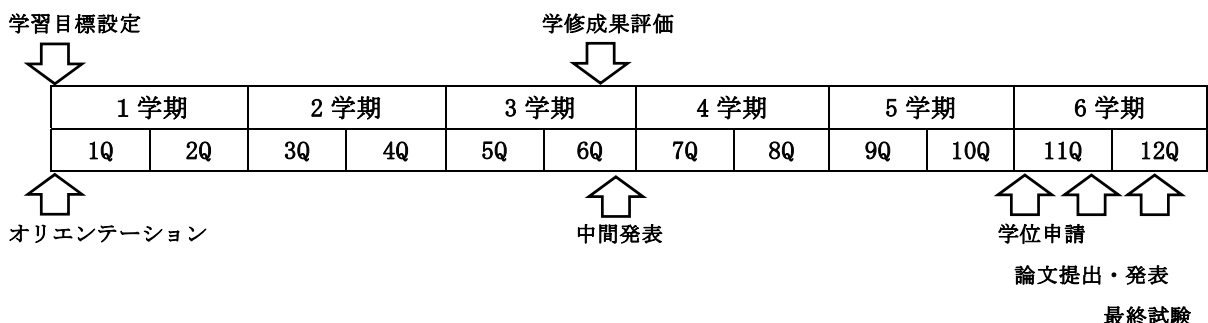 学習目標設定 学修成果評価
1 学期 2 学期 3 学期 4 学期 5 学期 6 学期
1Q 2Q 3Q 4Q 5Q 6Q 7Q 8Q 9Q 10Q 11Q 12Q
オリエンテーション 中間発表 学位申請
論文提出・発表
最終試験